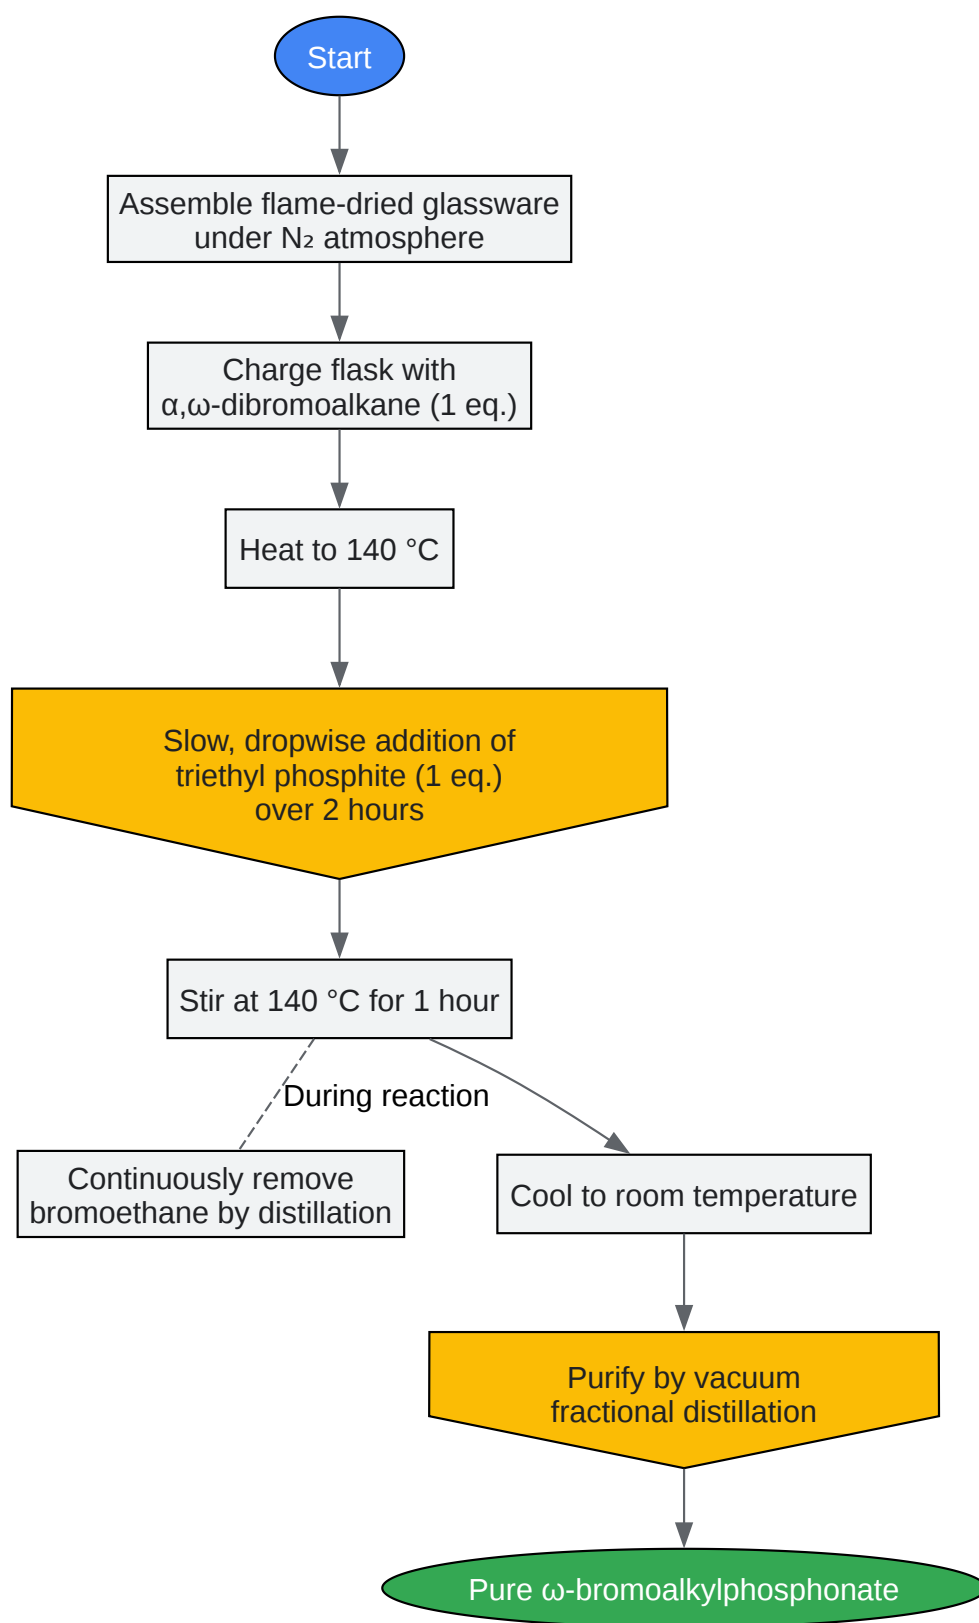 Start
Assemble flame-dried glassware
under N₂ atmosphere
Charge flask with
α,ω-dibromoalkane (1 eq.)
Heat to 140 °C
Slow, dropwise addition of
triethyl phosphite (1 eq.)
over 2 hours
Stir at 140 °C for 1 hour
During reaction
Continuously remove
bromoethane by distillation
Cool to room temperature
Purify by vacuum
fractional distillation
Pure ω-bromoalkylphosphonate